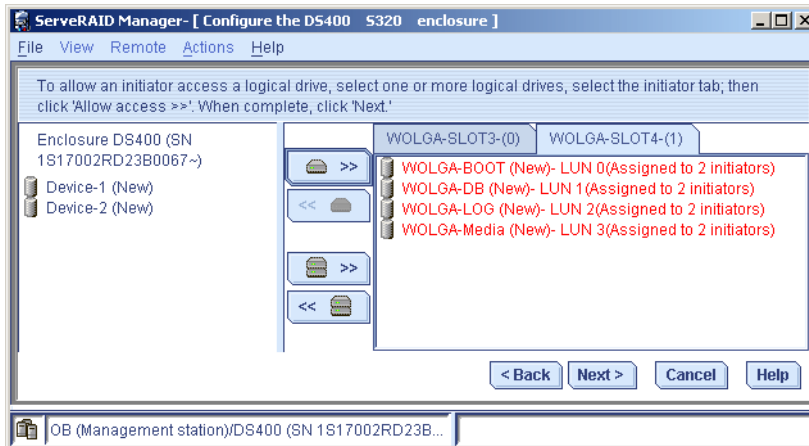 ServeRAID Manager- [ Configure the DS400 S320 enclosure ]
File View Remote Actions Help
To allow an initiator access a logical drive, select one or more logical drives, select the initiator tab; then
click 'Allow access >>'. When complete, click 'Next.'
Enclosure DS400 (SN
1S17002RD23B0067~)
Device-1 (New)
Device-2 (New)
>>
<<
>>
<<
WOLGA-SLOT3-(0) WOLGA-SLOT4-(1)
WOLGA-BOOT (New)- LUN 0(Assigned to 2 initiators)
WOLGA-DB (New)- LUN 1(Assigned to 2 initiators)
WOLGA-LOG (New)- LUN 2(Assigned to 2 initiators)
WOLGA-Media (New)- LUN 3(Assigned to 2 initiators)
< Back Next > Cancel Help
OB (Management station)/DS400 (SN 1S17002RD23B...